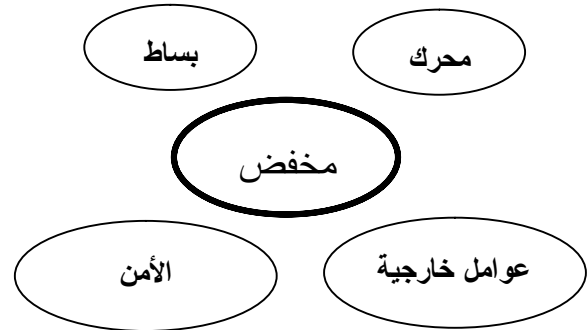 محرك
بساط
مخفض
عوامل خارجية
الأمن